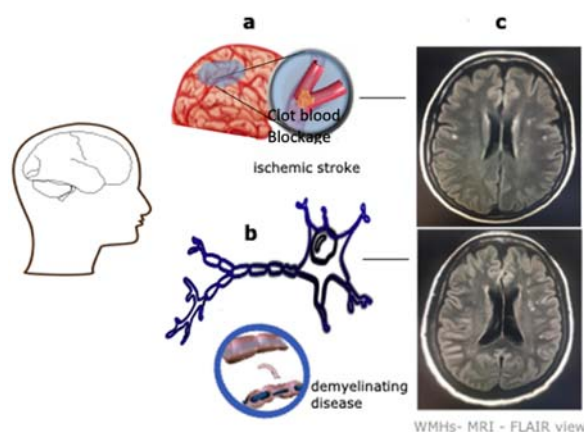 a
c
Clot blood
Blockage
ischemic stroke
b
demyelinating
disease
WMHs- MRI - FLAIR view